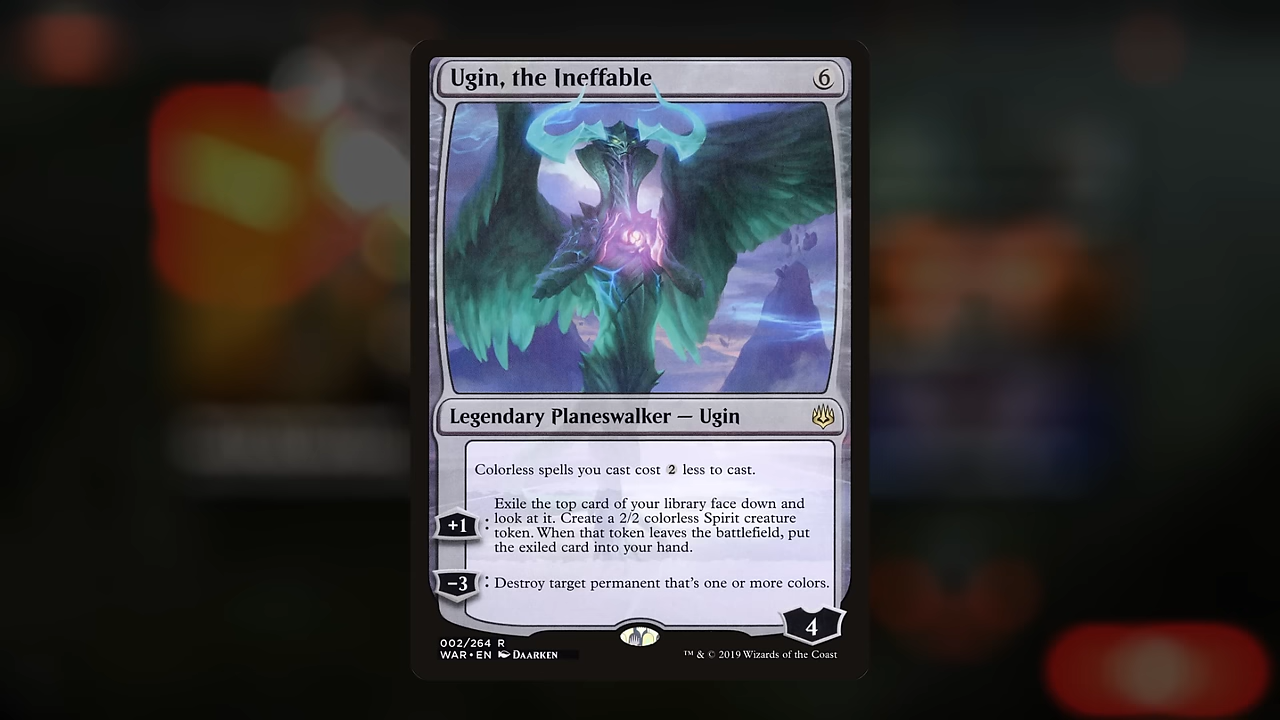 Ugin, the Ineffable 6
Legendary Planeswalker — Ugin
Colorless spells you cast cost 2 less to cast.
Exile the top card of your library face down and
look at it. Create a 2/2 colorless Spirit creature
+1 : token. When that token leaves the battlefield, put
the exiled card into your hand.
−3 : Destroy target permanent that's one or more colors.
4
002/264 R
WAR • EN DAARKEN ™ & © 2019 Wizards of the Coast